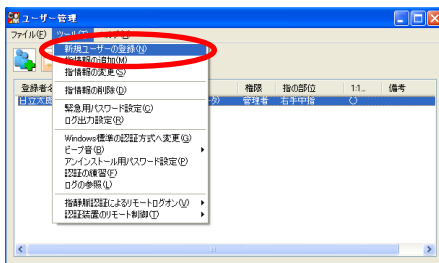 ユーザー管理
ファイル(F) ツール(T)
新規ユーザーの登録(N)
指情報の追加(M)
指情報の変更(S)
指情報の削除(D)
緊急用パスワード設定(C)
ログ出力設定(R)
Windows標準の認証方式へ変更(G)
ビープ音(B)
アンインストール用パスワード設定(P)
認証の練習(E)
ログの参照(L)
指静脈認証によるリモートログオン(V)
認証装置のリモート制御(T)
登録者名 権限 指の部位 1:1... 備考
日立太郎 管理者 右手中指 ○